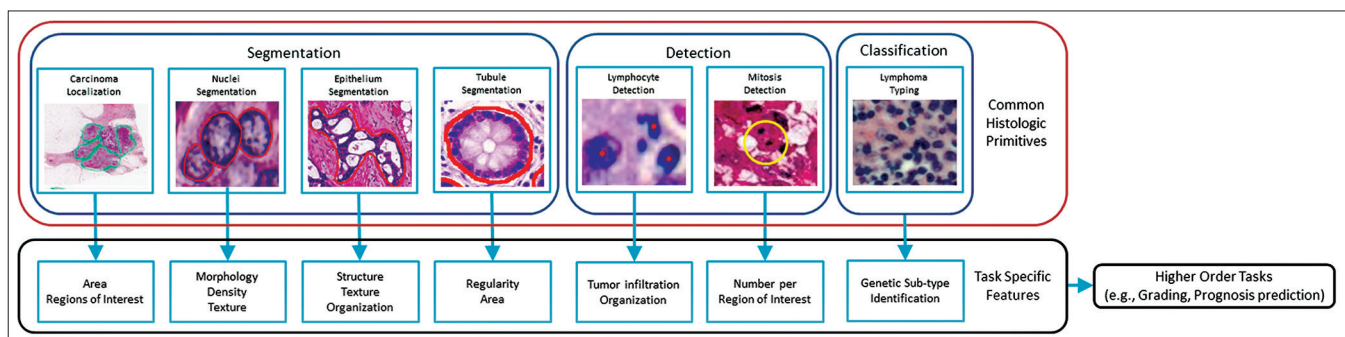 Segmentation
Detection
Classification
Carcinoma
Localization
Nuclei
Segmentation
Epithelium
Segmentation
Tubule
Segmentation
Lymphocyte
Detection
Mitosis
Detection
Lymphoma
Typing
Common
Histologic
Primitives
Area
Regions of Interest
Morphology
Density
Texture
Structure
Texture
Organization
Regularity
Area
Tumor infiltration
Organization
Number per
Region of Interest
Genetic Sub-type
Identification
Task Specific
Features
Higher Order Tasks
(e.g., Grading, Prognosis prediction)